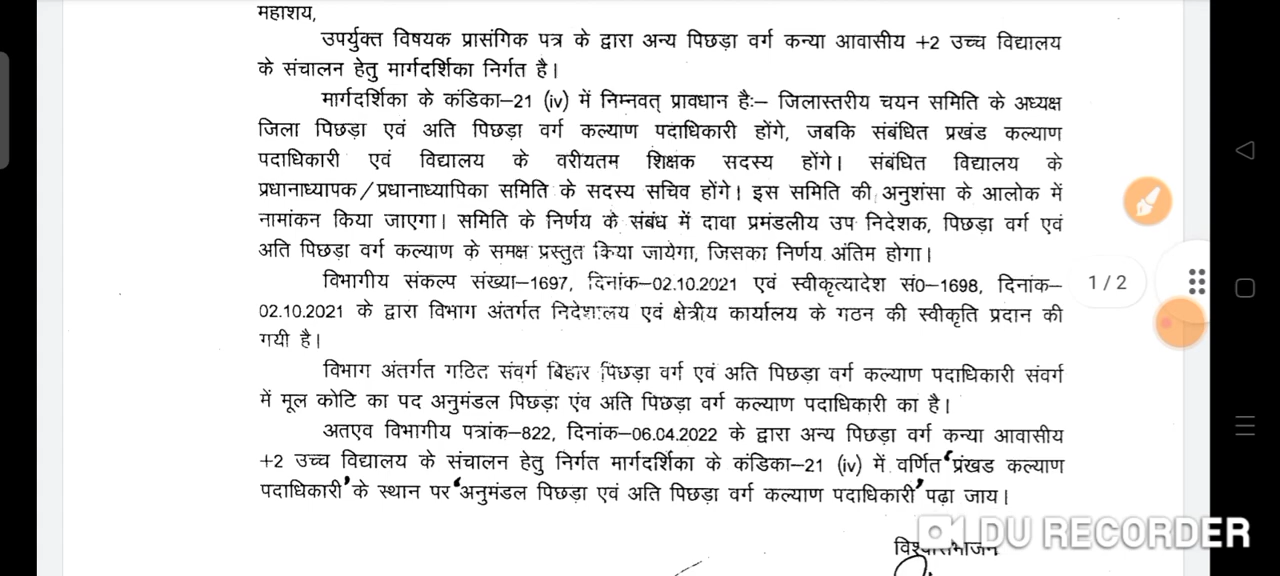 महाशय,
उपर्युक्त विषयक प्रासंगिक पत्र के द्वारा अन्य पिछड़ा वर्ग कन्या आवासीय +2 उच्च विद्यालय
के संचालन हेतु मार्गदर्शिका निर्गत है।
मार्गदर्शिका के कंडिका–21 (iv) में निम्नवत् प्रावधान हैः– जिलास्तरीय चयन समिति के अध्यक्ष
जिला पिछड़ा एवं अति पिछड़ा वर्ग कल्याण पदाधिकारी होंगे, जबकि संबंधित प्रखंड कल्याण
पदाधिकारी एवं विद्यालय के वरीयतम शिक्षक सदस्य होंगे। संबंधित विद्यालय के
प्रधानाध्यापक/प्रधानाध्यापिका समिति के सदस्य सचिव होंगे। इस समिति की अनुशंसा के आलोक में
नामांकन किया जाएगा। समिति के निर्णय के संबंध में दावा प्रमंडलीय उप निदेशक, पिछड़ा वर्ग एवं
अति पिछड़ा वर्ग कल्याण के समक्ष प्रस्तुत किया जायेगा, जिसका निर्णय अंतिम होगा।
विभागीय संकल्प संख्या–1697, दिनांक–02.10.2021 एवं स्वीकृत्यादेश सं0–1698, दिनांक–
02.10.2021 के द्वारा विभाग अंतर्गत निदेशालय एवं क्षेत्रीय कार्यालय के गठन की स्वीकृति प्रदान की
गयी है।
विभाग अंतर्गत गठित संवर्ग बिहार पिछड़ा वर्ग एवं अति पिछड़ा वर्ग कल्याण पदाधिकारी संवर्ग
में मूल कोटि का पद अनुमंडल पिछड़ा एंव अति पिछड़ा वर्ग कल्याण पदाधिकारी का है।
अतएव विभागीय पत्रांक–822, दिनांक–06.04.2022 के द्वारा अन्य पिछड़ा वर्ग कन्या आवासीय
+2 उच्च विद्यालय के संचालन हेतु निर्गत मार्गदर्शिका के कंडिका–21 (iv) में वर्णित 'प्रंखड कल्याण
पदाधिकारी' के स्थान पर 'अनुमंडल पिछड़ा एवं अति पिछड़ा वर्ग कल्याण पदाधिकारी' पढ़ा जाय।
विश्वासभाजन
1/2
DU RECORDER